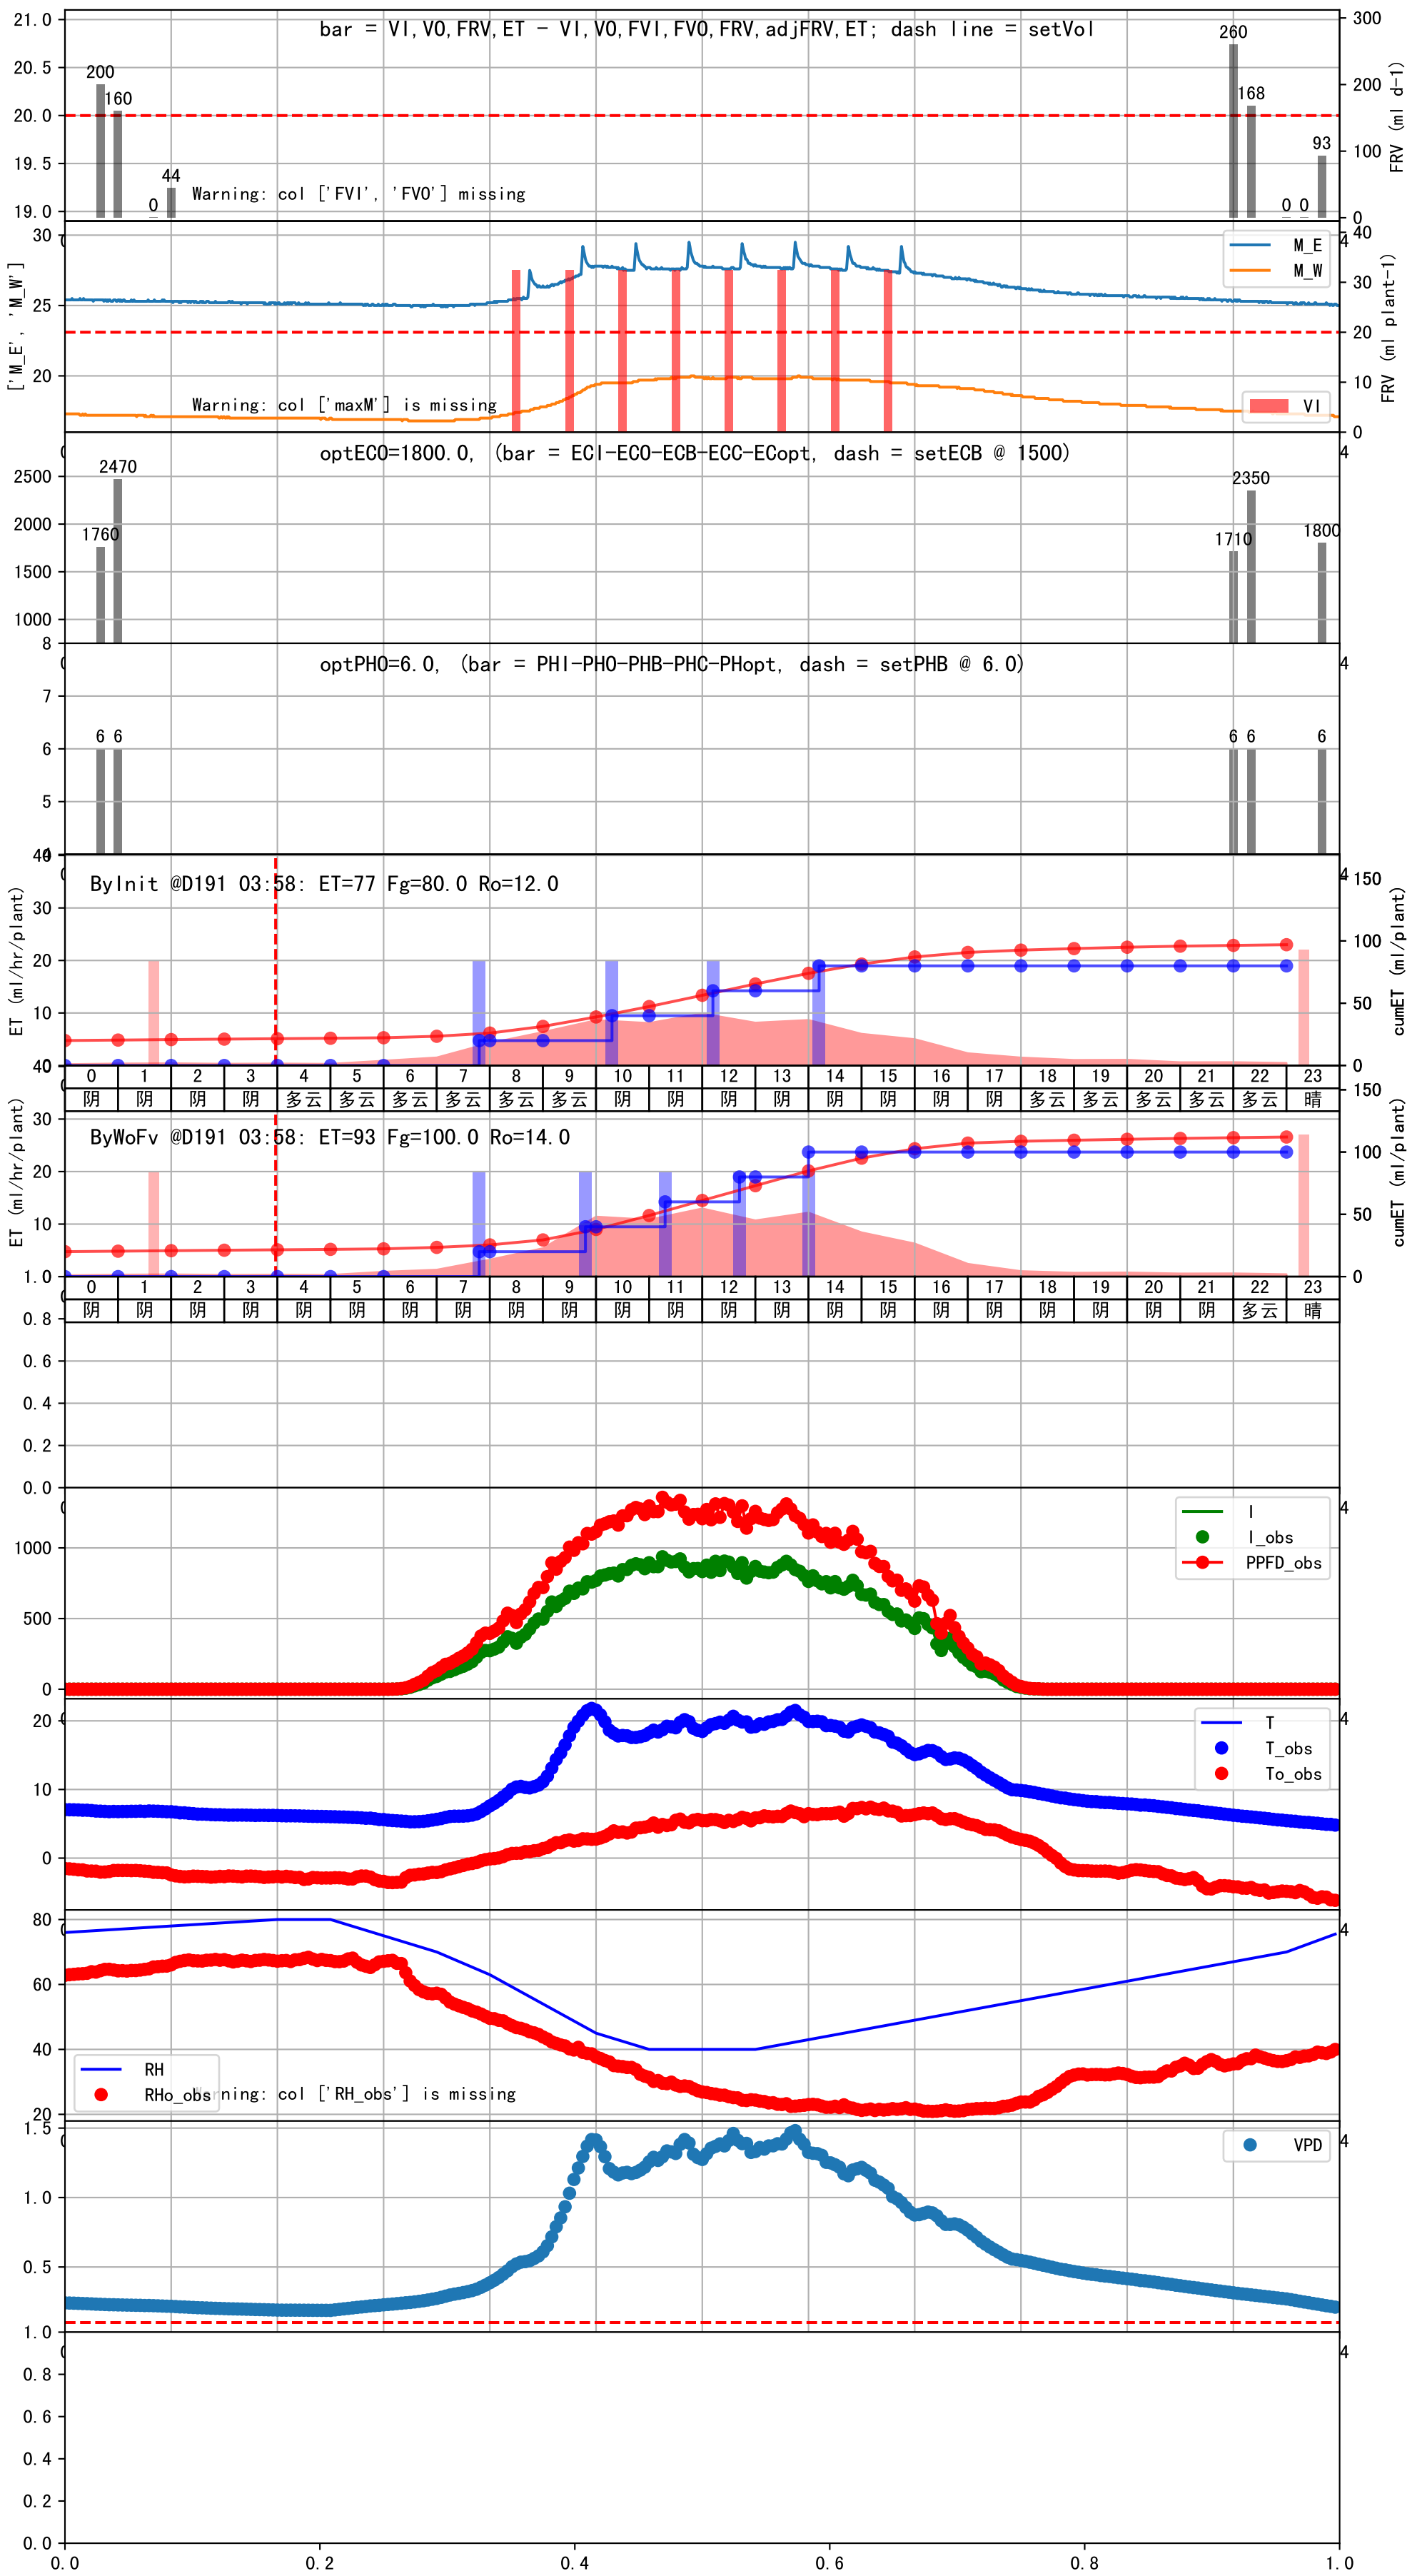 bar = VI,VO,FRV,ET - VI,VO,FVI,FVO,FRV,adjFRV,ET; dash line = setVol
21.0
20.5
20.0
19.5
19.0
300
200
100
0
FRV (ml d-1)
200
160
0
44
260
168
0
0
93
Warning: col ['FVI', 'FVO'] missing
['M_E', 'M_W']
30
25
20
40
30
20
10
0
FRV (ml plant-1)
M_E
M_W
VI
Warning: col ['maxM'] is missing
optECO=1800.0, (bar = ECI-ECO-ECB-ECC-ECopt, dash = setECB @ 1500)
2500
2000
1500
1000
1760
2470
1710
2350
1800
4
optPHO=6.0, (bar = PHI-PHO-PHB-PHC-PHopt, dash = setPHB @ 6.0)
8
7
6
5
4
6 6
6 6
6
4
ByInit @D191 03:58: ET=77 Fg=80.0 Ro=12.0
ET (ml/hr/plant)
40
30
20
10
0
150
100
50
0
cumET (ml/plant)
0 1 2 3 4 5 6 7 8 9 10 11 12 13 14 15 16 17 18 19 20 21 22 23
阴 阴 阴 阴 多云 多云 多云 多云 多云 多云 阴 阴 阴 阴 阴 阴 阴 阴 多云 多云 多云 多云 多云 晴
ByWoFv @D191 03:58: ET=93 Fg=100.0 Ro=14.0
ET (ml/hr/plant)
40
30
20
10
150
100
50
0
cumET (ml/plant)
0 1 2 3 4 5 6 7 8 9 10 11 12 13 14 15 16 17 18 19 20 21 22 23
阴 阴 阴 阴 阴 阴 阴 阴 阴 阴 阴 阴 阴 阴 阴 阴 阴 阴 阴 阴 阴 阴 多云 晴
1.0
0.8
0.6
0.4
0.2
0.0
1000
500
0
I
I_obs
PPFD_obs
4
20
10
0
T
T_obs
To_obs
4
80
60
40
20
RH
RHo_obs
Warning: col ['RH_obs'] is missing
4
1.5
1.0
0.5
VPD
4
1.0
0.8
0.6
0.4
0.2
0.0
4
0.0 0.2 0.4 0.6 0.8 1.0